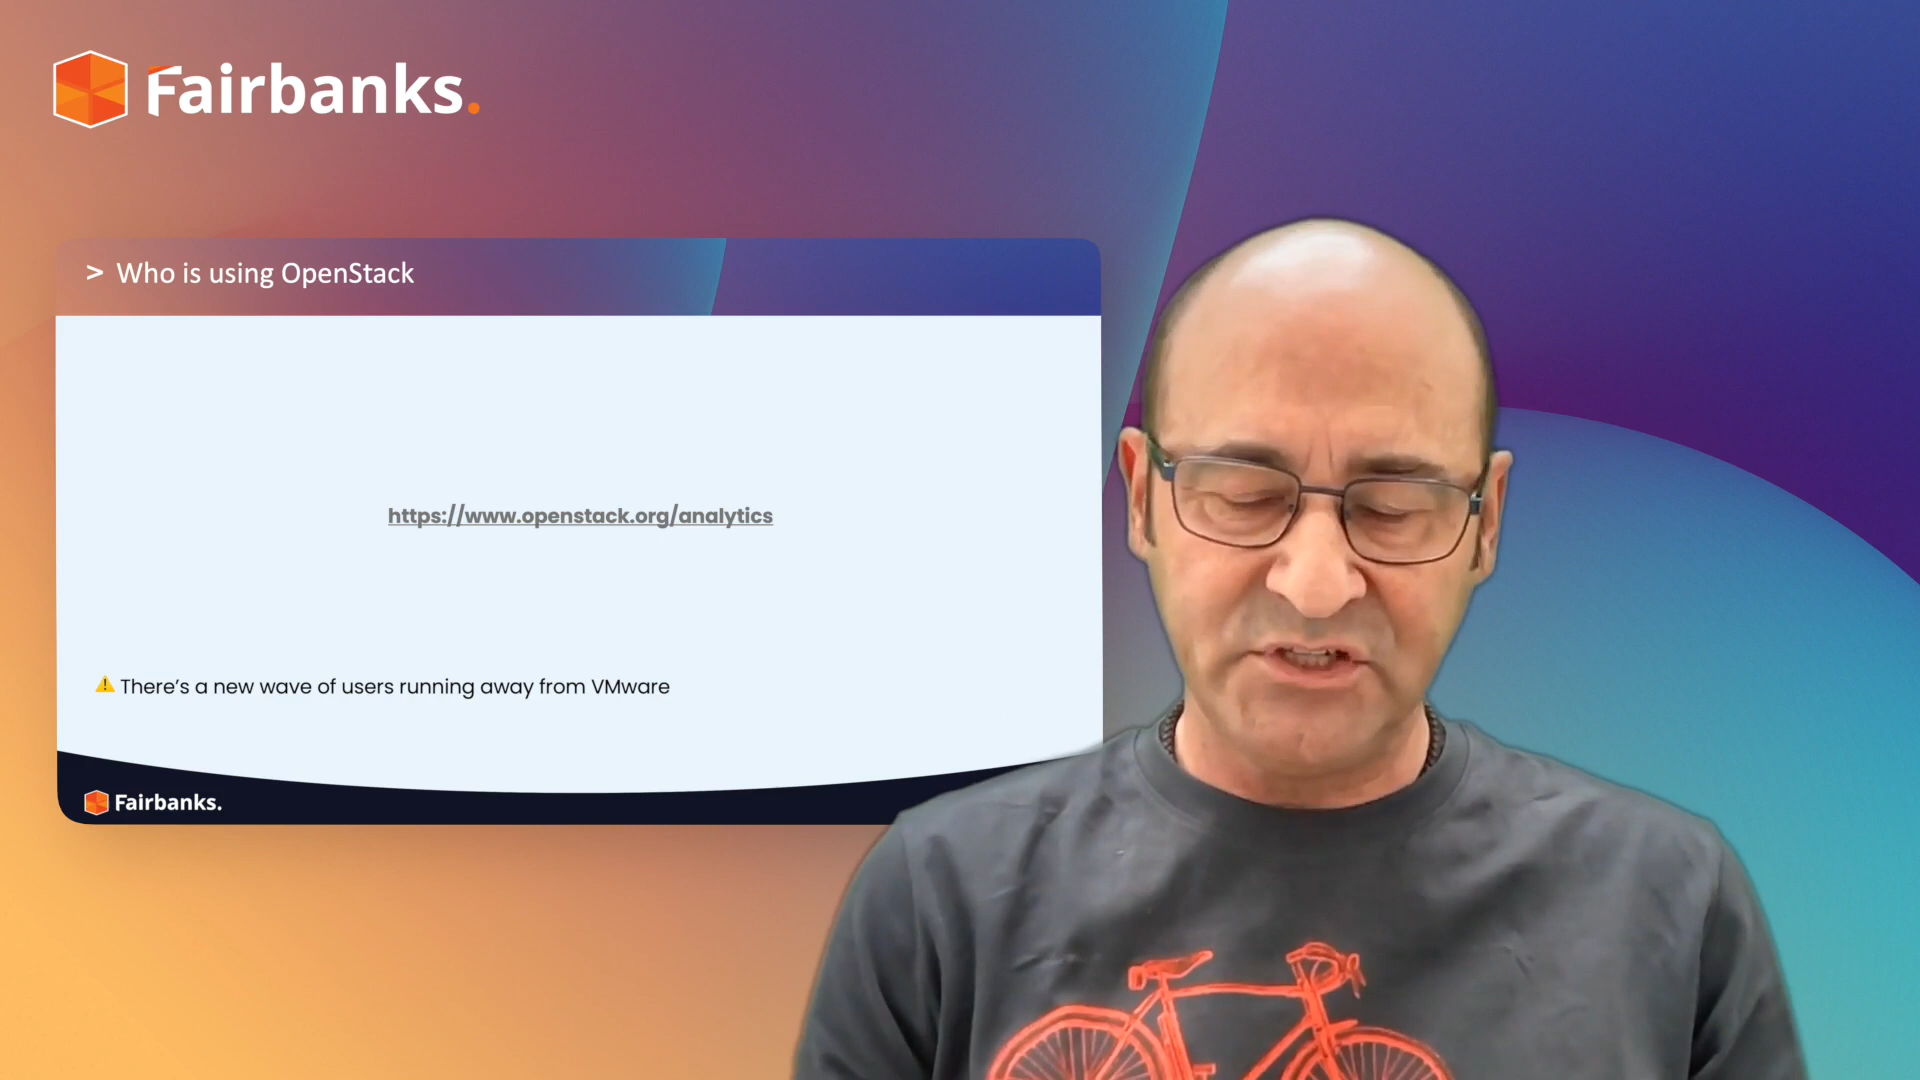 Fairbanks.
> Who is using OpenStack
https://www.openstack.org/analytics
⚠ There's a new wave of users running away from VMware
Fairbanks.